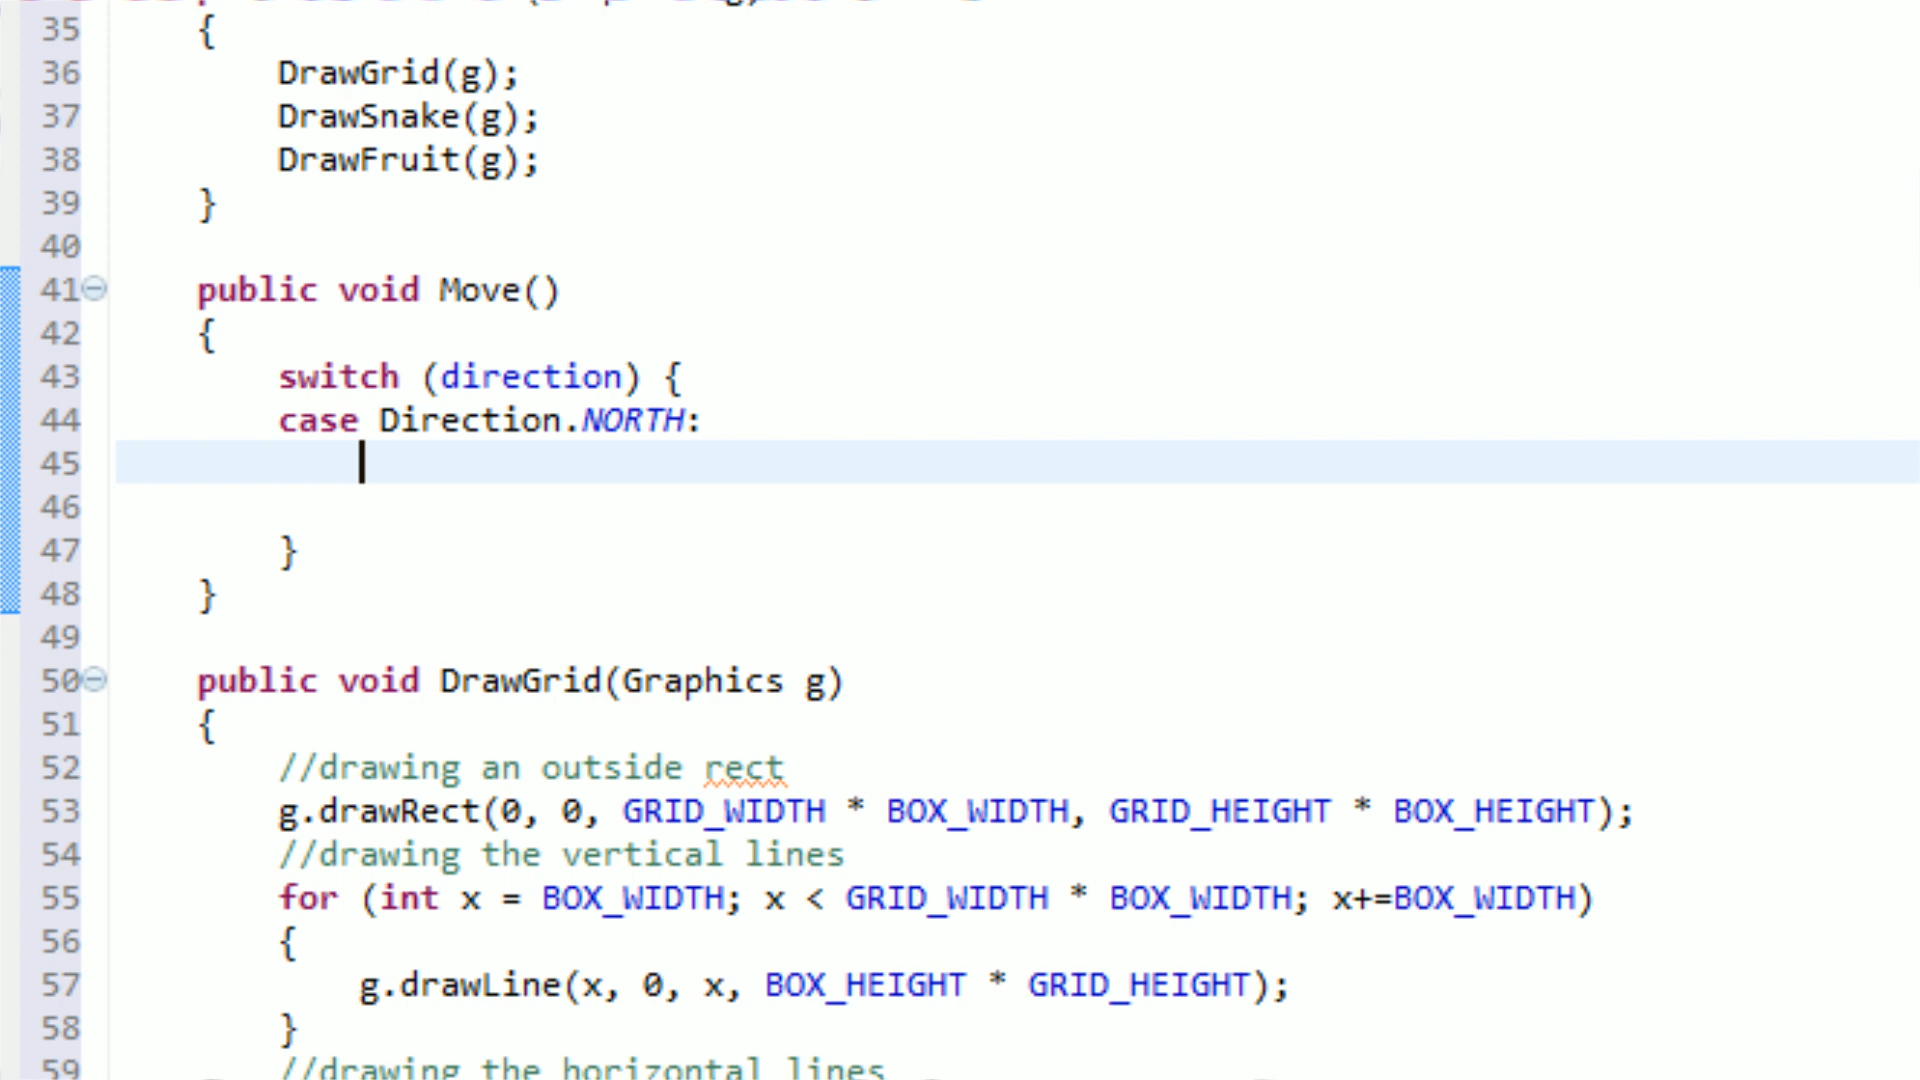 35 {
36 DrawGrid(g);
37 DrawSnake(g);
38 DrawFruit(g);
39 }
40
41 public void Move()
42 {
43 switch (direction) {
44 case Direction.NORTH:
45
46
47 }
48 }
49
50 public void DrawGrid(Graphics g)
51 {
52 //drawing an outside rect
53 g.drawRect(0, 0, GRID_WIDTH * BOX_WIDTH, GRID_HEIGHT * BOX_HEIGHT);
54 //drawing the vertical lines
55 for (int x = BOX_WIDTH; x < GRID_WIDTH * BOX_WIDTH; x+=BOX_WIDTH)
56 {
57 g.drawLine(x, 0, x, BOX_HEIGHT * GRID_HEIGHT);
58 }
59 //drawing the horizontal lines